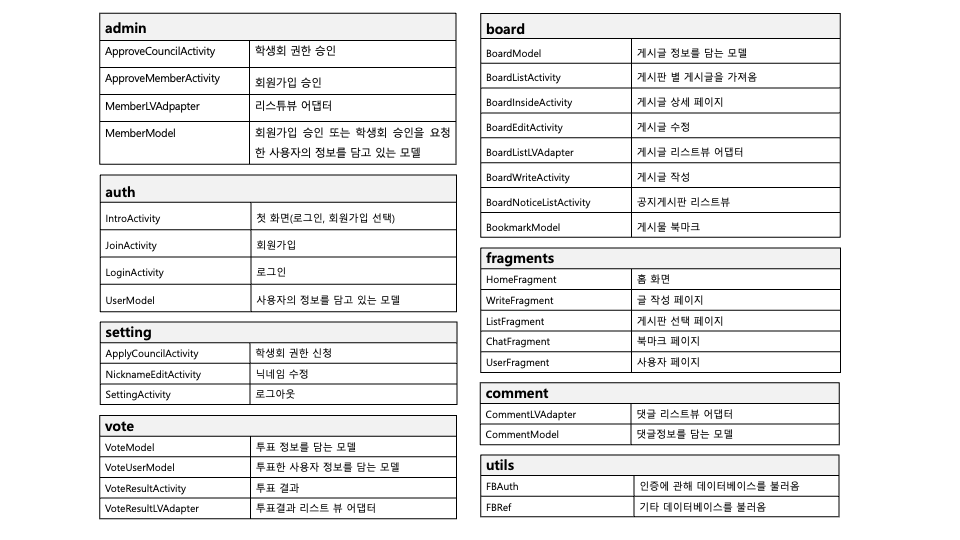 admin
ApproveCouncilActivity 학생회 권한 승인
ApproveMemberActivity 회원가입 승인
MemberLVAdpapter 리스튜뷰 어댑터
MemberModel 회원가입 승인 또는 학생회 승인을 요청
한 사용자의 정보를 담고 있는 모델
auth
IntroActivity 첫 화면(로그인, 회원가입 선택)
JoinActivity 회원가입
LoginActivity 로그인
UserModel 사용자의 정보를 담고 있는 모델
setting
ApplyCouncilActivity 학생회 권한 신청
NicknameEditActivity 닉네임 수정
SettingActivity 로그아웃
vote
VoteModel 투표 정보를 담는 모델
VoteUserModel 투표한 사용자 정보를 담는 모델
VoteResultActivity 투표 결과
VoteResultLVAdapter 투표결과 리스트 뷰 어댑터
board
BoardModel 게시글 정보를 담는 모델
BoardListActivity 게시판 별 게시글을 가져옴
BoardInsideActivity 게시글 상세 페이지
BoardEditActivity 게시글 수정
BoardListLVAdapter 게시글 리스트뷰 어댑터
BoardWriteActivity 게시글 작성
BoardNoticeListActivity 공지게시판 리스트뷰
BookmarkModel 게시물 북마크
fragments
HomeFragment 홈 화면
WriteFragment 글 작성 페이지
ListFragment 게시판 선택 페이지
ChatFragment 북마크 페이지
UserFragment 사용자 페이지
comment
CommentLVAdapter 댓글 리스트뷰 어댑터
CommentModel 댓글정보를 담는 모델
utils
FBAuth 인증에 관해 데이터베이스를 불러옴
FBRef 기타 데이터베이스를 불러옴